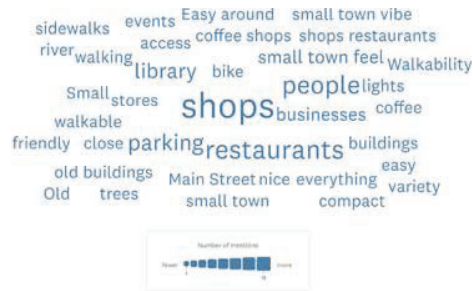 Easy around small town vibe
sidewalks events
coffee shops shops restaurants
river walking access
small town feel Walkability
library bike
people lights
Small stores
shops businesses coffee
walkable
friendly close parking restaurants buildings
easy
old buildings
Main Street nice everything variety
Old trees
small town compact
Number of mentions